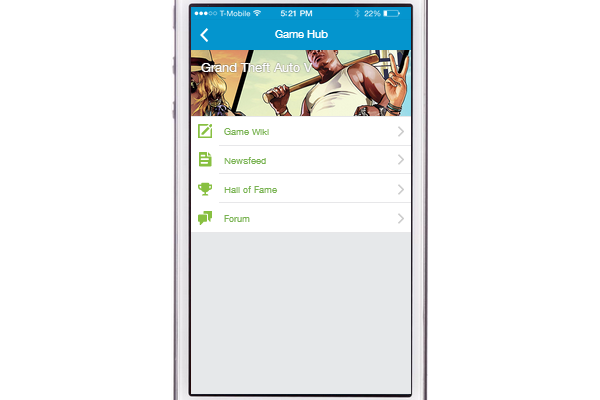 T-Mobile 5:21 PM 22%
Game Hub
Grand Theft Auto V
Game Wiki
Newsfeed
Hall of Fame
Forum